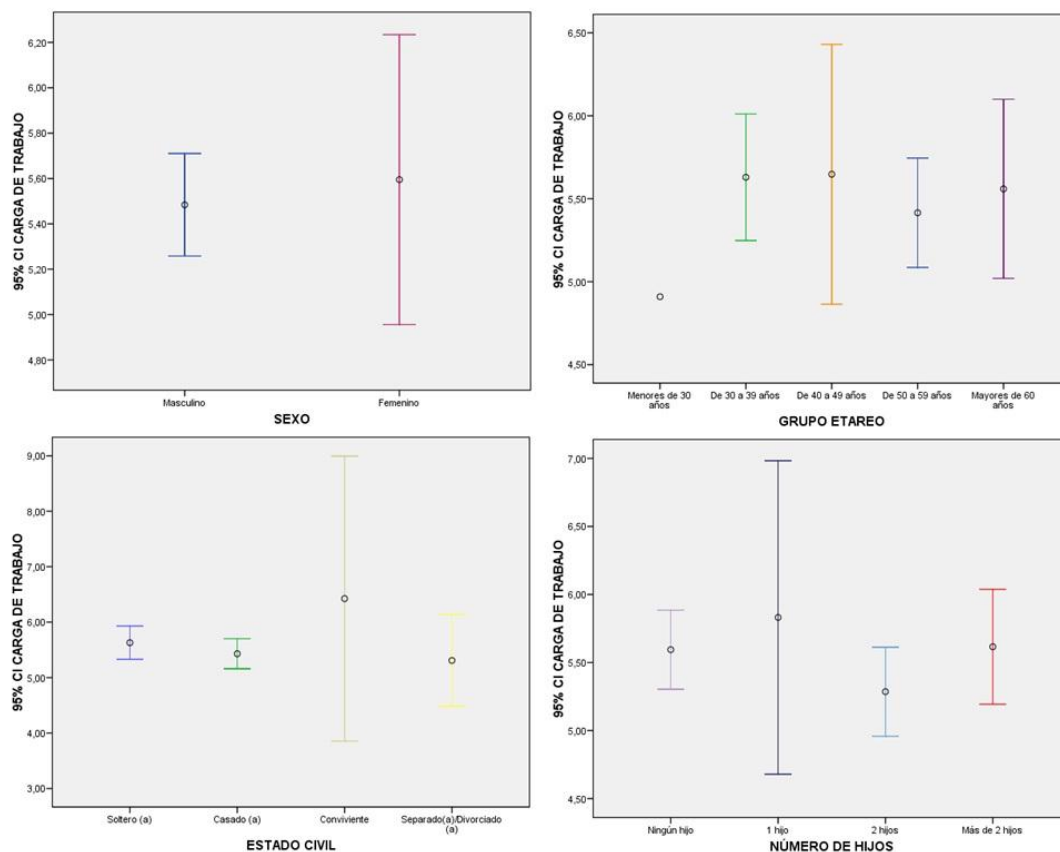 95% CI CARGA DE TRABAJO
6,20
6,00
5,80
5,60
5,40
5,20
5,00
4,80
Masculino
Femenino
SEXO
95% CI CARGA DE TRABAJO
6,50
6,00
5,50
5,00
4,50
Menores de 30
años
De 30 a 39 años
De 40 a 49 años
De 50 a 59 años
Mayores de 60
años
GRUPO ETAREO
95% CI CARGA DE TRABAJO
9,00
8,00
7,00
6,00
5,00
4,00
3,00
Soltero (a)
Casado (a)
Conviviente
Separado(a)/Divorciado
(a)
ESTADO CIVIL
95% CI CARGA DE TRABAJO
7,00
6,50
6,00
5,50
5,00
4,50
Ningún hijo
1 hijo
2 hijos
Más de 2 hijos
NÚMERO DE HIJOS